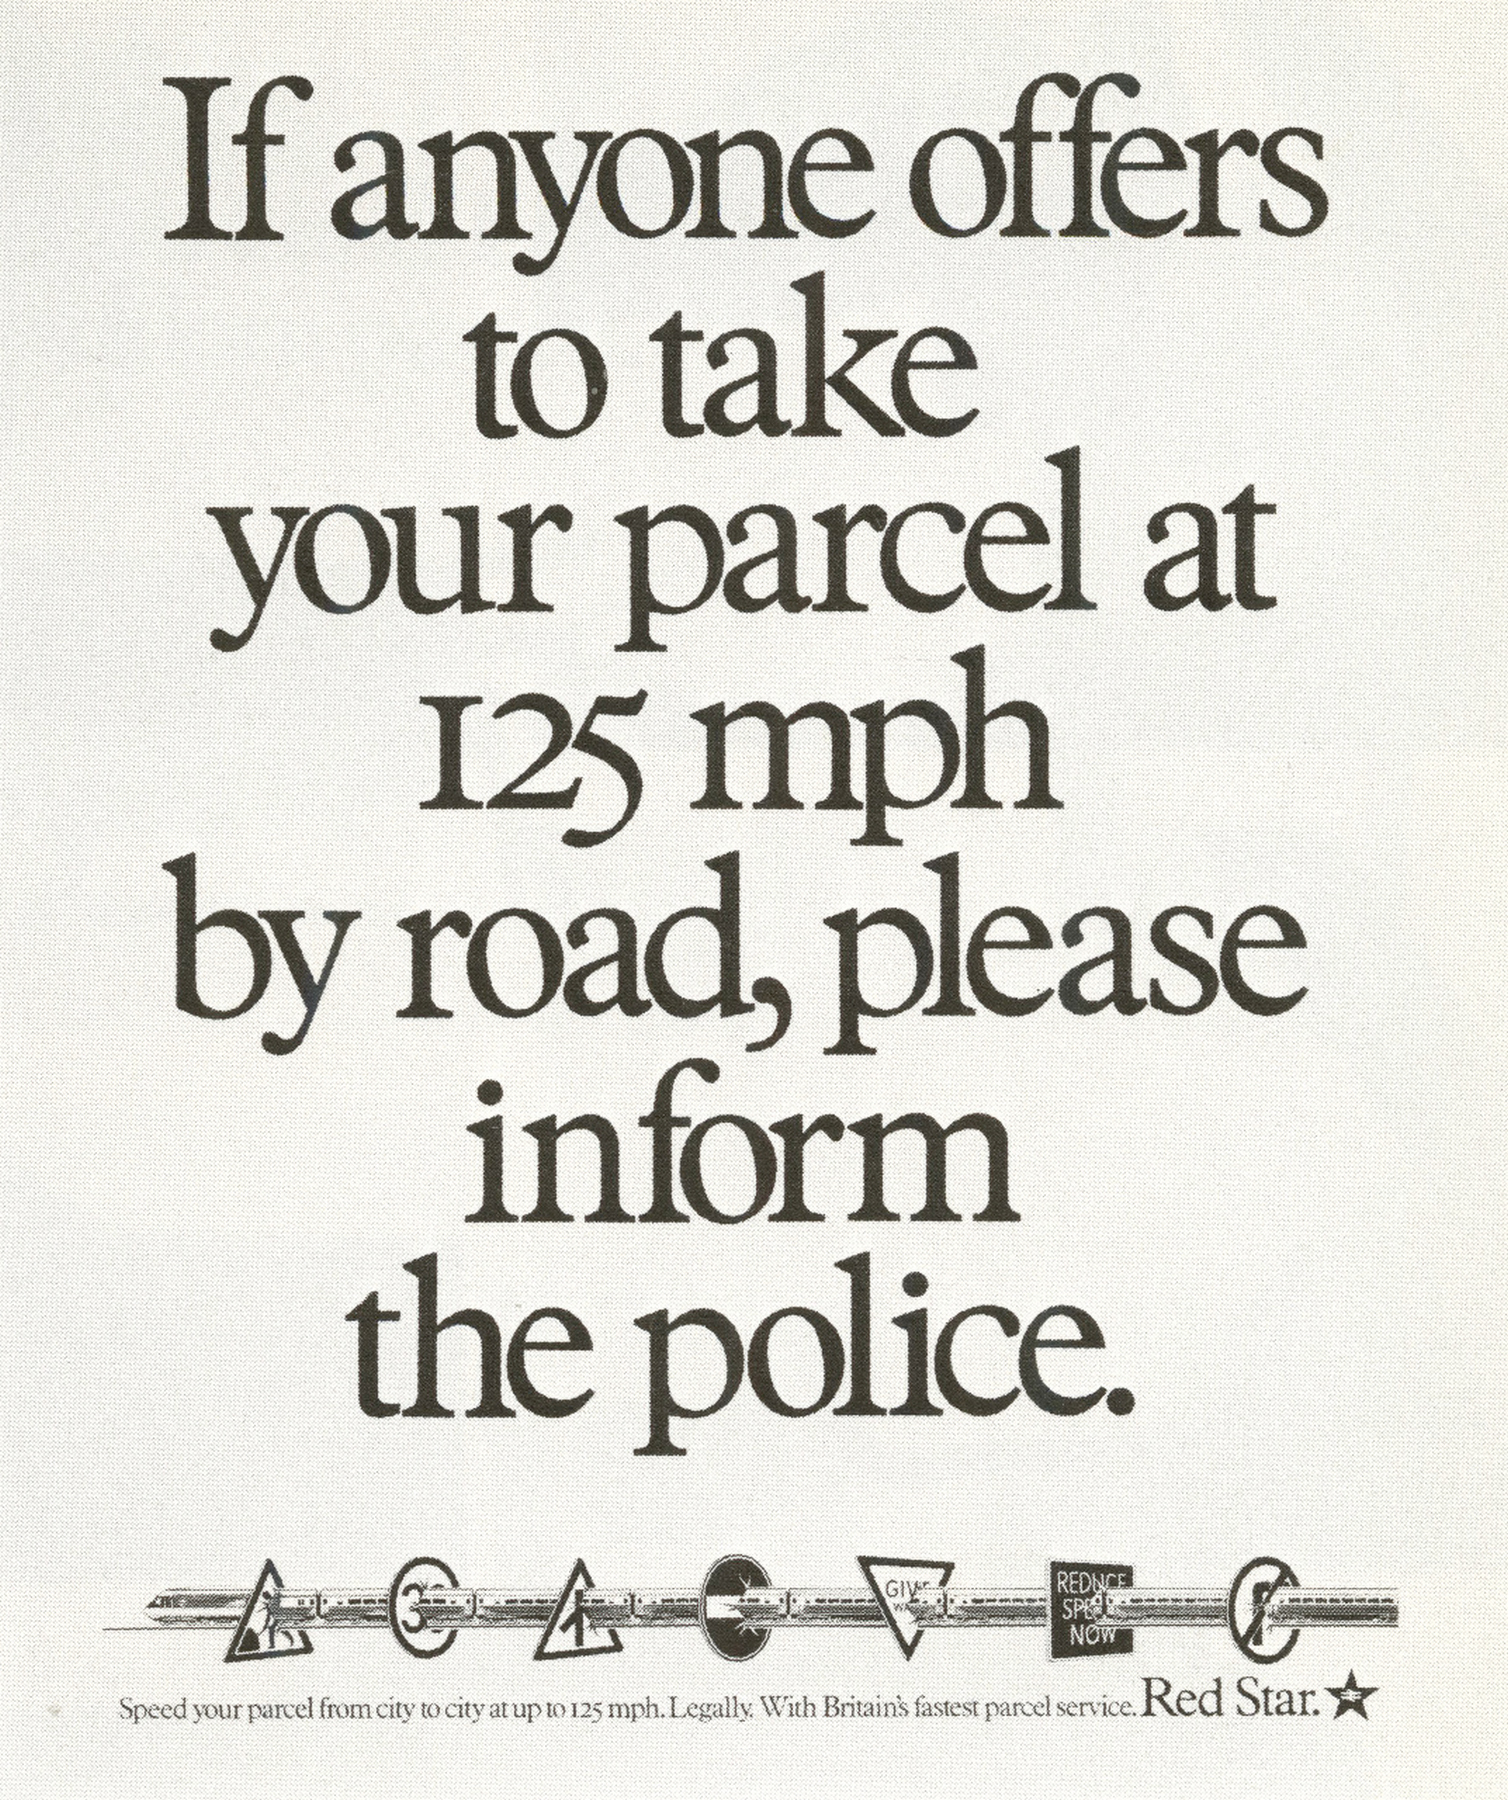 If anyone offers
to take
your parcel at
125 mph
by road, please
inform
the police.
GIVE
REDUCE
SPEED
NOW
Speed your parcel from city to city at up to 125 mph. Legally. With Britain's fastest parcel service. Red Star.